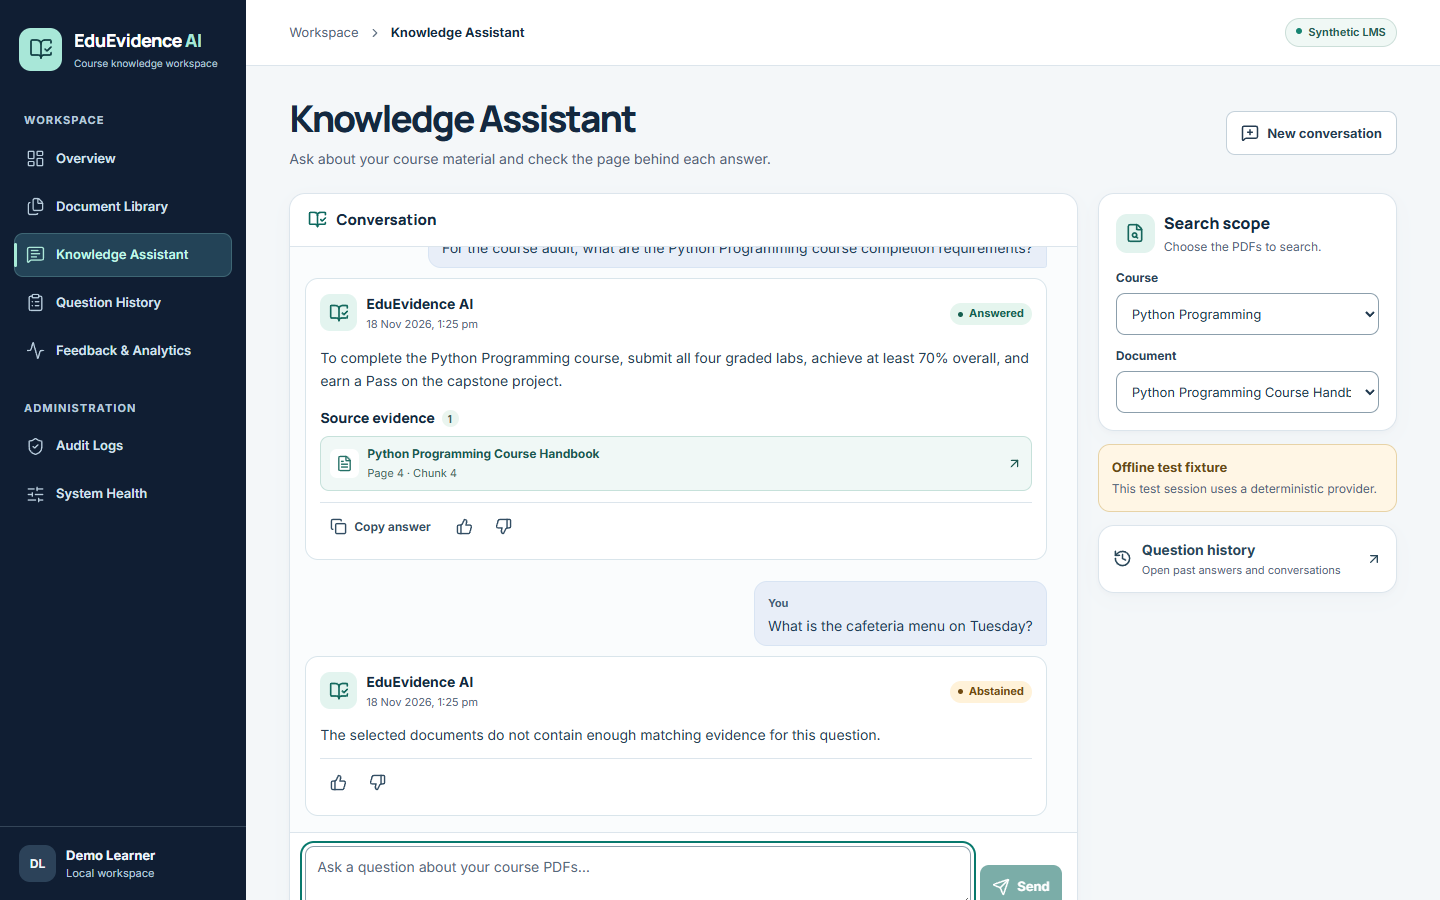 EduEvidence AI
Course knowledge workspace
WORKSPACE
Overview
Document Library
Knowledge Assistant
Question History
Feedback & Analytics
ADMINISTRATION
Audit Logs
System Health
DL
Demo Learner
Local workspace
Workspace > Knowledge Assistant
Synthetic LMS
Knowledge Assistant
Ask about your course material and check the page behind each answer.
New conversation
Conversation
For the course audit, what are the Python Programming course completion requirements?
EduEvidence AI
18 Nov 2026, 1:25 pm
Answered
To complete the Python Programming course, submit all four graded labs, achieve at least 70% overall, and
earn a Pass on the capstone project.
Source evidence 1
Python Programming Course Handbook
Page 4 · Chunk 4
Copy answer
You
What is the cafeteria menu on Tuesday?
EduEvidence AI
18 Nov 2026, 1:25 pm
Abstained
The selected documents do not contain enough matching evidence for this question.
Ask a question about your course PDFs...
Send
Search scope
Choose the PDFs to search.
Course
Python Programming
Document
Python Programming Course Handb
Offline test fixture
This test session uses a deterministic provider.
Question history
Open past answers and conversations